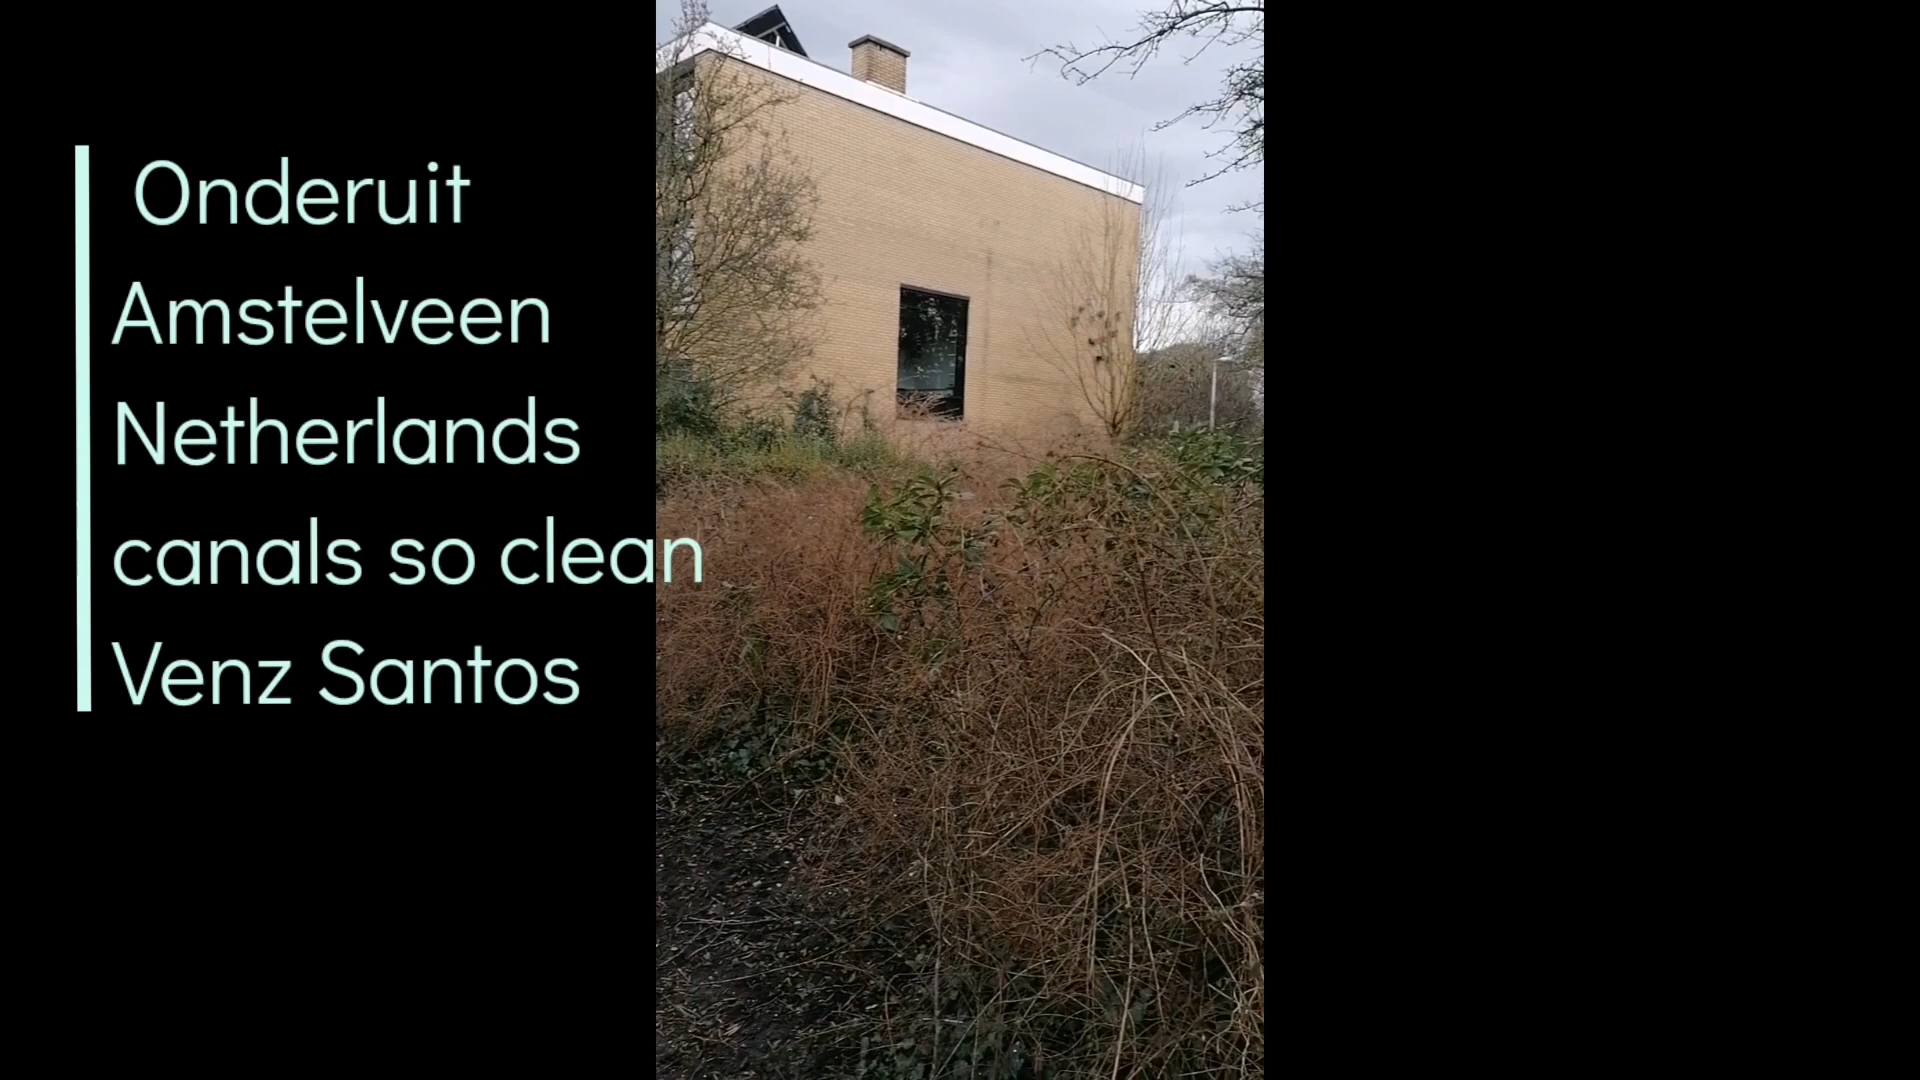 Onderuit
Amstelveen
Netherlands
canals so clean
Venz Santos